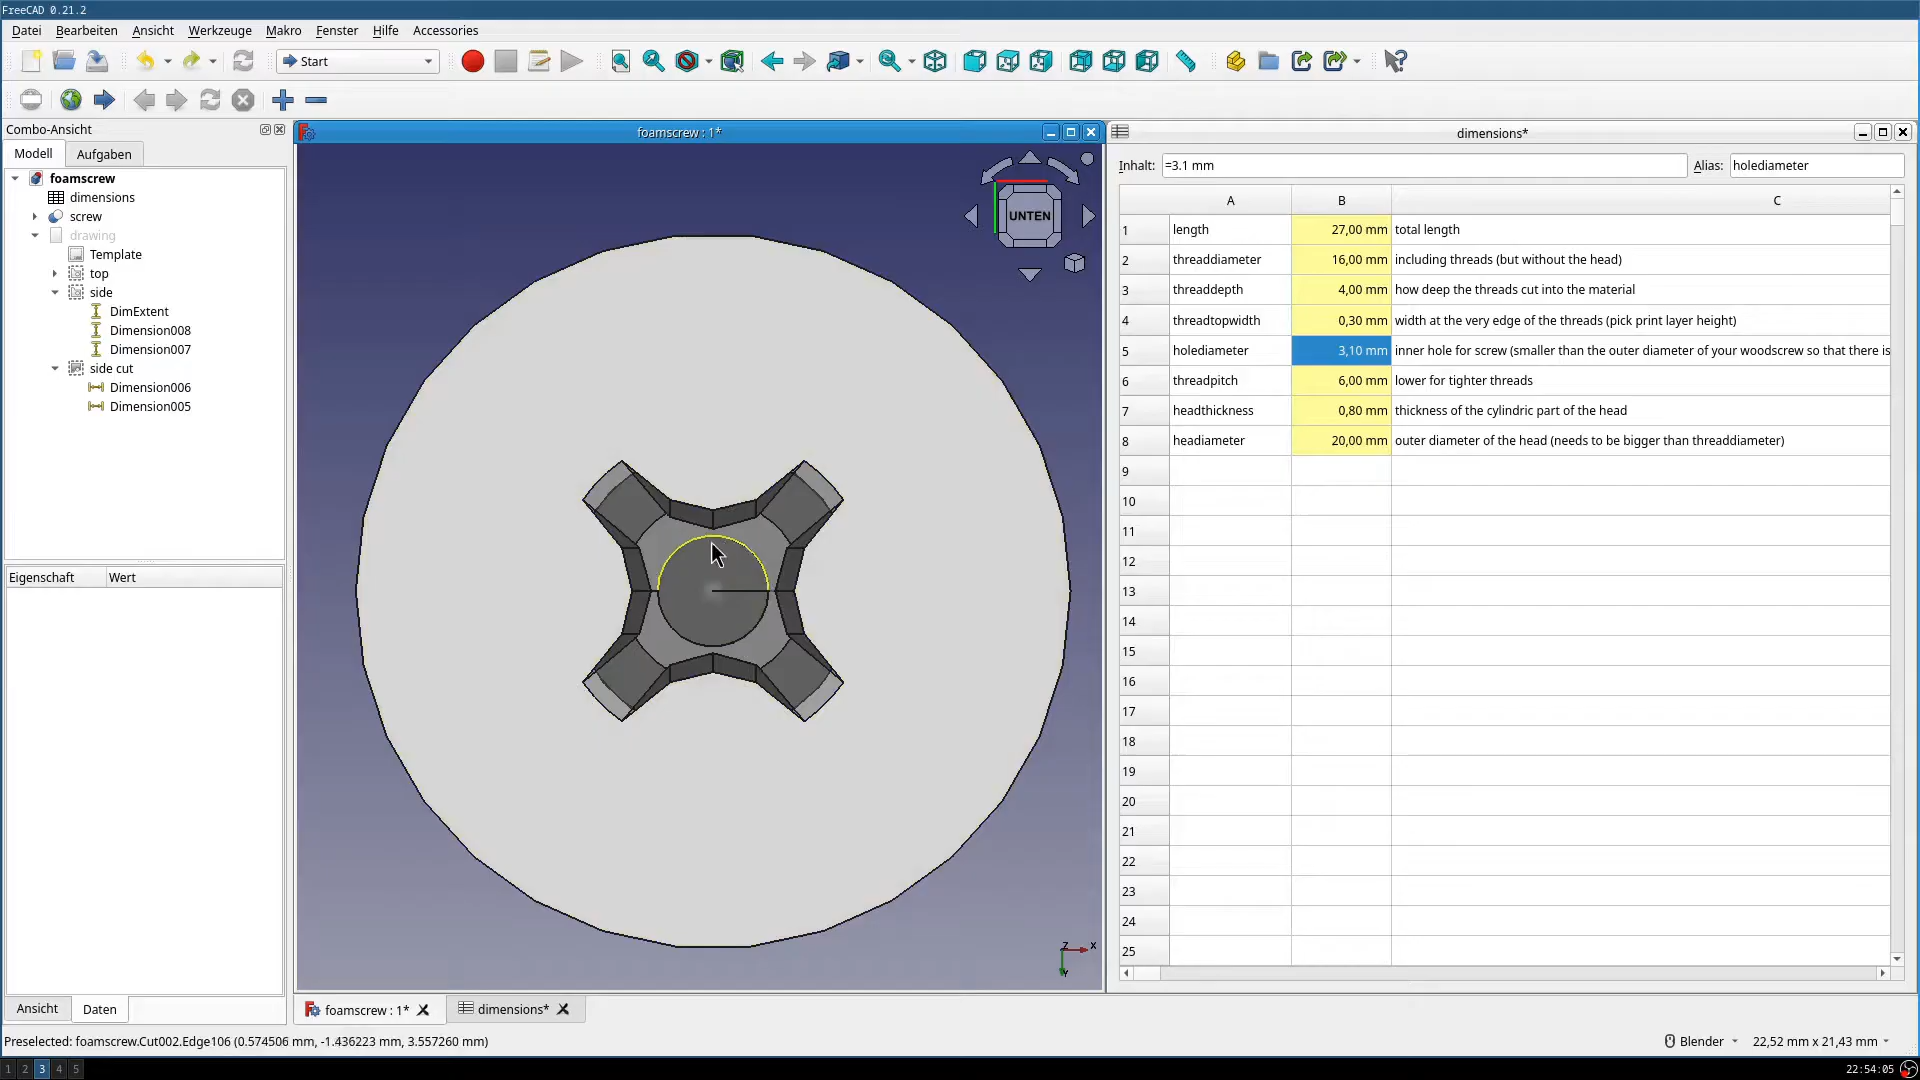 FreeCAD 0.21.2
Datei Bearbeiten Ansicht Werkzeuge Makro Fenster Hilfe Accessories
Start
Combo-Ansicht
Modell Aufgaben
foamscrew
dimensions
screw
drawing
Template
top
side
DimExtent
Dimension008
Dimension007
side cut
Dimension006
Dimension005
Eigenschaft Wert
Ansicht Daten
foamscrew : 1*
UNTEN
Z X
Y
dimensions*
Inhalt: =3.1 mm Alias: holediameter
A B C
1 length 27,00 mm total length
2 threaddiameter 16,00 mm including threads (but without the head)
3 threaddepth 4,00 mm how deep the threads cut into the material
4 threadtopwidth 0,30 mm width at the very edge of the threads (pick print layer height)
5 holediameter 3,10 mm inner hole for screw (smaller than the outer diameter of your woodscrew so that there is
6 threadpitch 6,00 mm lower for tighter threads
7 headthickness 0,80 mm thickness of the cylindric part of the head
8 headiameter 20,00 mm outer diameter of the head (needs to be bigger than threaddiameter)
9
10
11
12
13
14
15
16
17
18
19
20
21
22
23
24
25
foamscrew : 1* dimensions*
Preselected: foamscrew.Cut002.Edge106 (0.574506 mm, -1.436223 mm, 3.557260 mm) Blender 22,52 mm x 21,43 mm
1 2 3 4 5 22:54:05